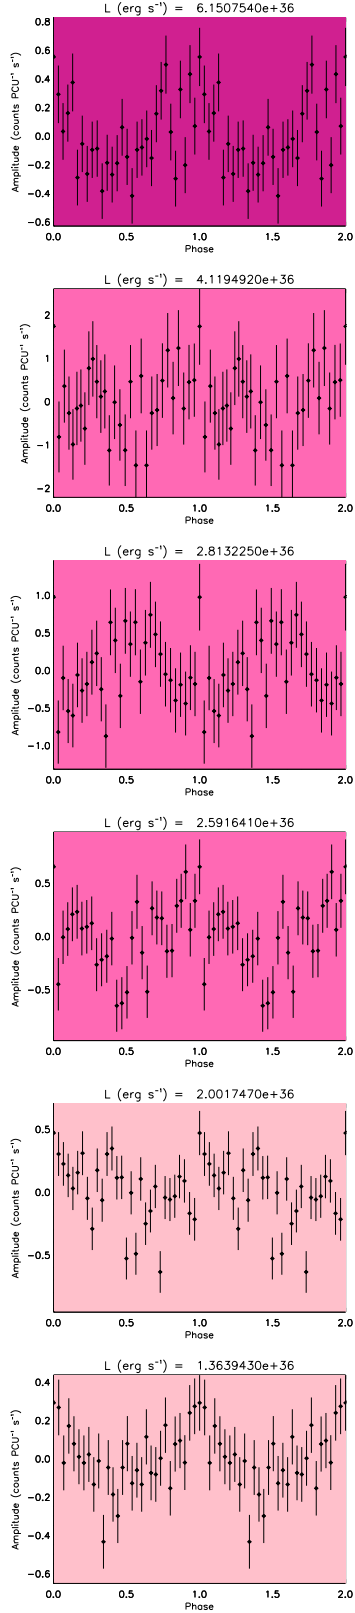 L (erg s⁻¹) = 6.1507540e+36
0.8
0.6
0.4
0.2
0.0
−0.2
−0.4
−0.6
Amplitude (counts PCU⁻¹ s⁻¹)
0.0 0.5 1.0 1.5 2.0
Phase
L (erg s⁻¹) = 4.1194920e+36
2
1
0
−1
−2
Amplitude (counts PCU⁻¹ s⁻¹)
0.0 0.5 1.0 1.5 2.0
Phase
L (erg s⁻¹) = 2.8132250e+36
1.0
0.5
0.0
−0.5
−1.0
Amplitude (counts PCU⁻¹ s⁻¹)
0.0 0.5 1.0 1.5 2.0
Phase
L (erg s⁻¹) = 2.5916410e+36
0.5
0.0
−0.5
Amplitude (counts PCU⁻¹ s⁻¹)
0.0 0.5 1.0 1.5 2.0
Phase
L (erg s⁻¹) = 2.0017470e+36
0.5
0.0
−0.5
Amplitude (counts PCU⁻¹ s⁻¹)
0.0 0.5 1.0 1.5 2.0
Phase
L (erg s⁻¹) = 1.3639430e+36
0.4
0.2
0.0
−0.2
−0.4
−0.6
Amplitude (counts PCU⁻¹ s⁻¹)
0.0 0.5 1.0 1.5 2.0
Phase